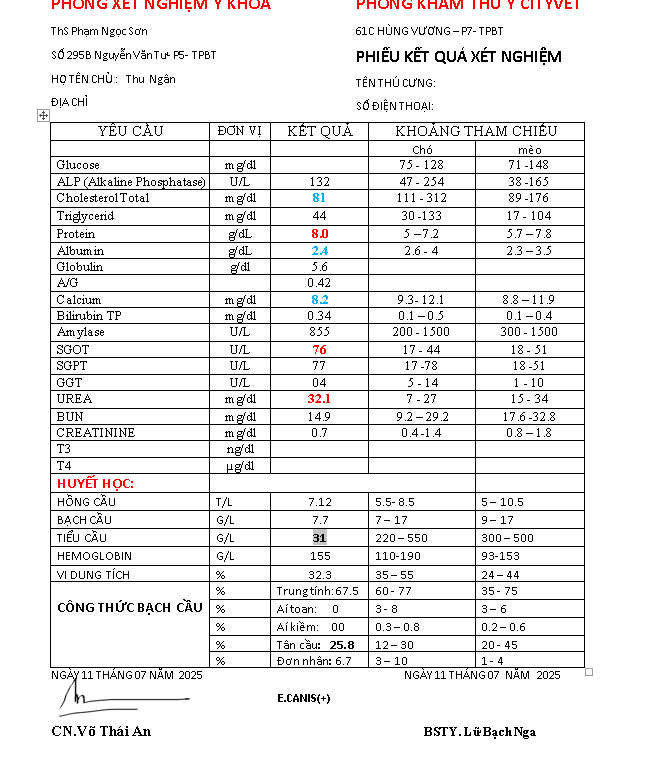 PHÒNG XÉT NGHIỆM Y KHOA
PHÒNG KHÁM THÚ Y CITYVET
ThS Phạm Ngọc Sơn
61C HÙNG VƯƠNG – P7- TPBT
SỐ 295B Nguyễn Văn Tư- P5- TPBT
PHIẾU KẾT QUẢ XÉT NGHIỆM
HỌ TÊN CHỦ : Thu Ngân
TÊN THÚ CƯNG:
ĐỊA CHỈ
SỐ ĐIỆN THOẠI:
YÊU CẦU ĐƠN VỊ KẾT QUẢ KHOẢNG THAM CHIẾU
Chó mèo
Glucose mg/dl 75 - 128 71 -148
ALP (Alkaline Phosphatase) U/L 132 47 - 254 38 -165
Cholesterol Total mg/dl 81 111 - 312 89 -176
Triglycerid mg/dl 44 30 -133 17 - 104
Protein g/dL 8.0 5 –7.2 5.7 – 7.8
Albumin g/dL 2.4 2.6 - 4 2.3 – 3.5
Globulin g/dl 5.6
A/G 0.42
Calcium mg/dl 8.2 9.3- 12.1 8.8 – 11.9
Bilirubin TP mg/dl 0.34 0.1 – 0.5 0.1 – 0.4
Amylase U/L 855 200 - 1500 300 - 1500
SGOT U/L 76 17 - 44 18 - 51
SGPT U/L 77 17 -78 18 -51
GGT U/L 04 5 - 14 1 - 10
UREA mg/dl 32.1 7 - 27 15 - 34
BUN mg/dl 14.9 9.2 – 29.2 17.6 -32.8
CREATININE mg/dl 0.7 0.4 -1.4 0.8 – 1.8
T3 ng/dl
T4 µg/dl
HUYẾT HỌC:
HỒNG CẦU T/L 7.12 5.5- 8.5 5 – 10.5
BẠCH CẦU G/L 7.7 7 – 17 9 – 17
TIỂU CẦU G/L 31 220 – 550 300 – 500
HEMOGLOBIN G/L 155 110-190 93-153
VI DUNG TÍCH % 32.3 35 – 55 24 – 44
CÔNG THỨC BẠCH CẦU % Trung tính: 67.5 60 - 77 35 - 75
% Ái toan: 0 3 - 8 3 – 6
% Ái kiềm: 00 0.3 – 0.8 0.2 – 0.6
% Tân cầu: 25.8 12 – 30 20 - 45
% Đơn nhân: 6.7 3 – 10 1- 4
NGÀY 11 THÁNG 07 NĂM 2025
NGÀY 11 THÁNG 07 NĂM 2025
E.CANIS(+)
CN.Võ Thái An
BSTY. Lữ Bạch Nga